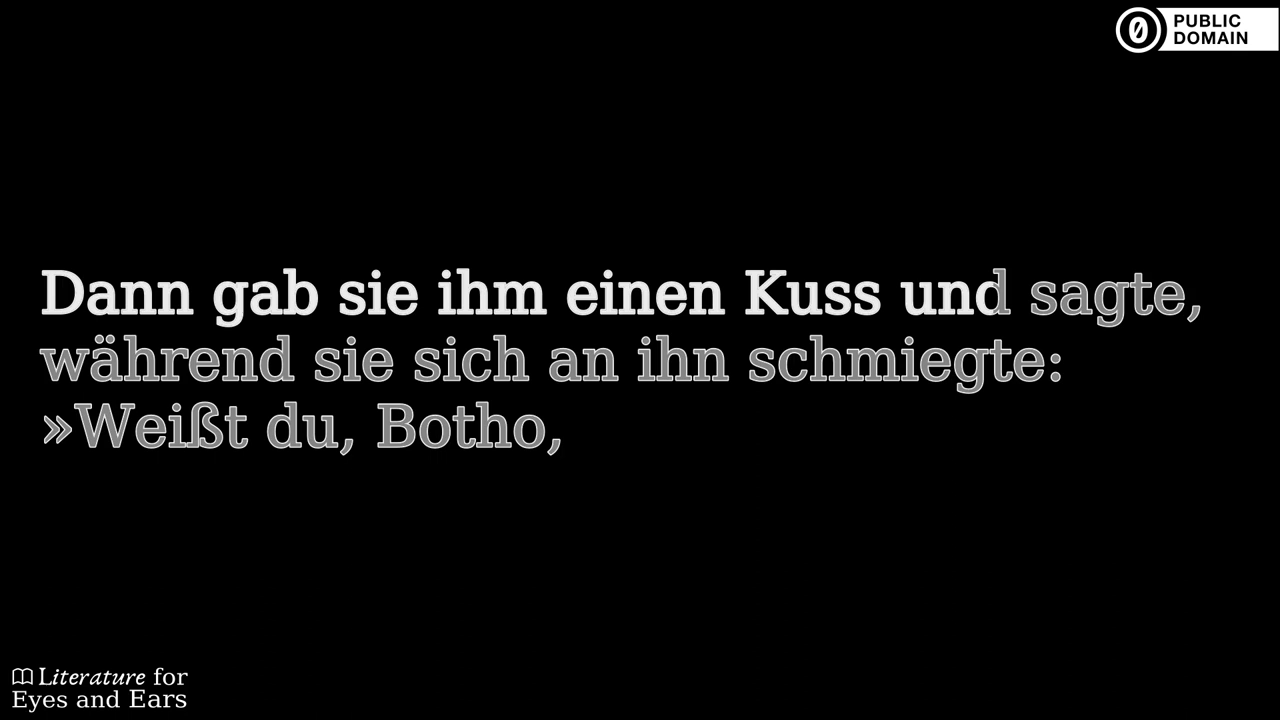 PUBLIC
DOMAIN
Dann gab sie ihm einen Kuss und sagte,
während sie sich an ihn schmiegte:
»Weißt du, Botho,
Literature for
Eyes and Ears